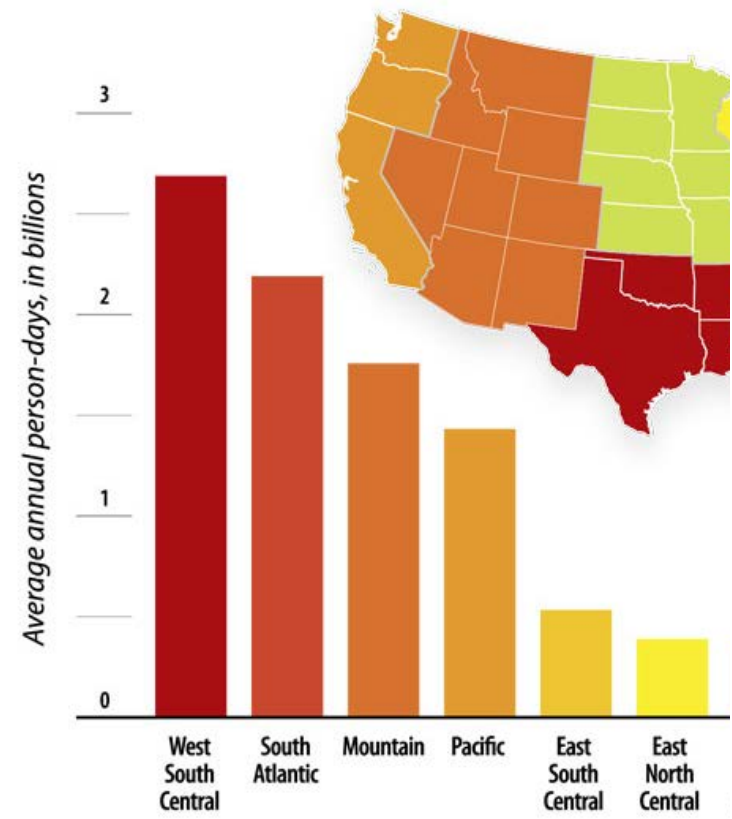 Average annual person-days, in billions
3
2
1
0
West
South
Central
South
Atlantic
Mountain
Pacific
East
South
Central
East
North
Central